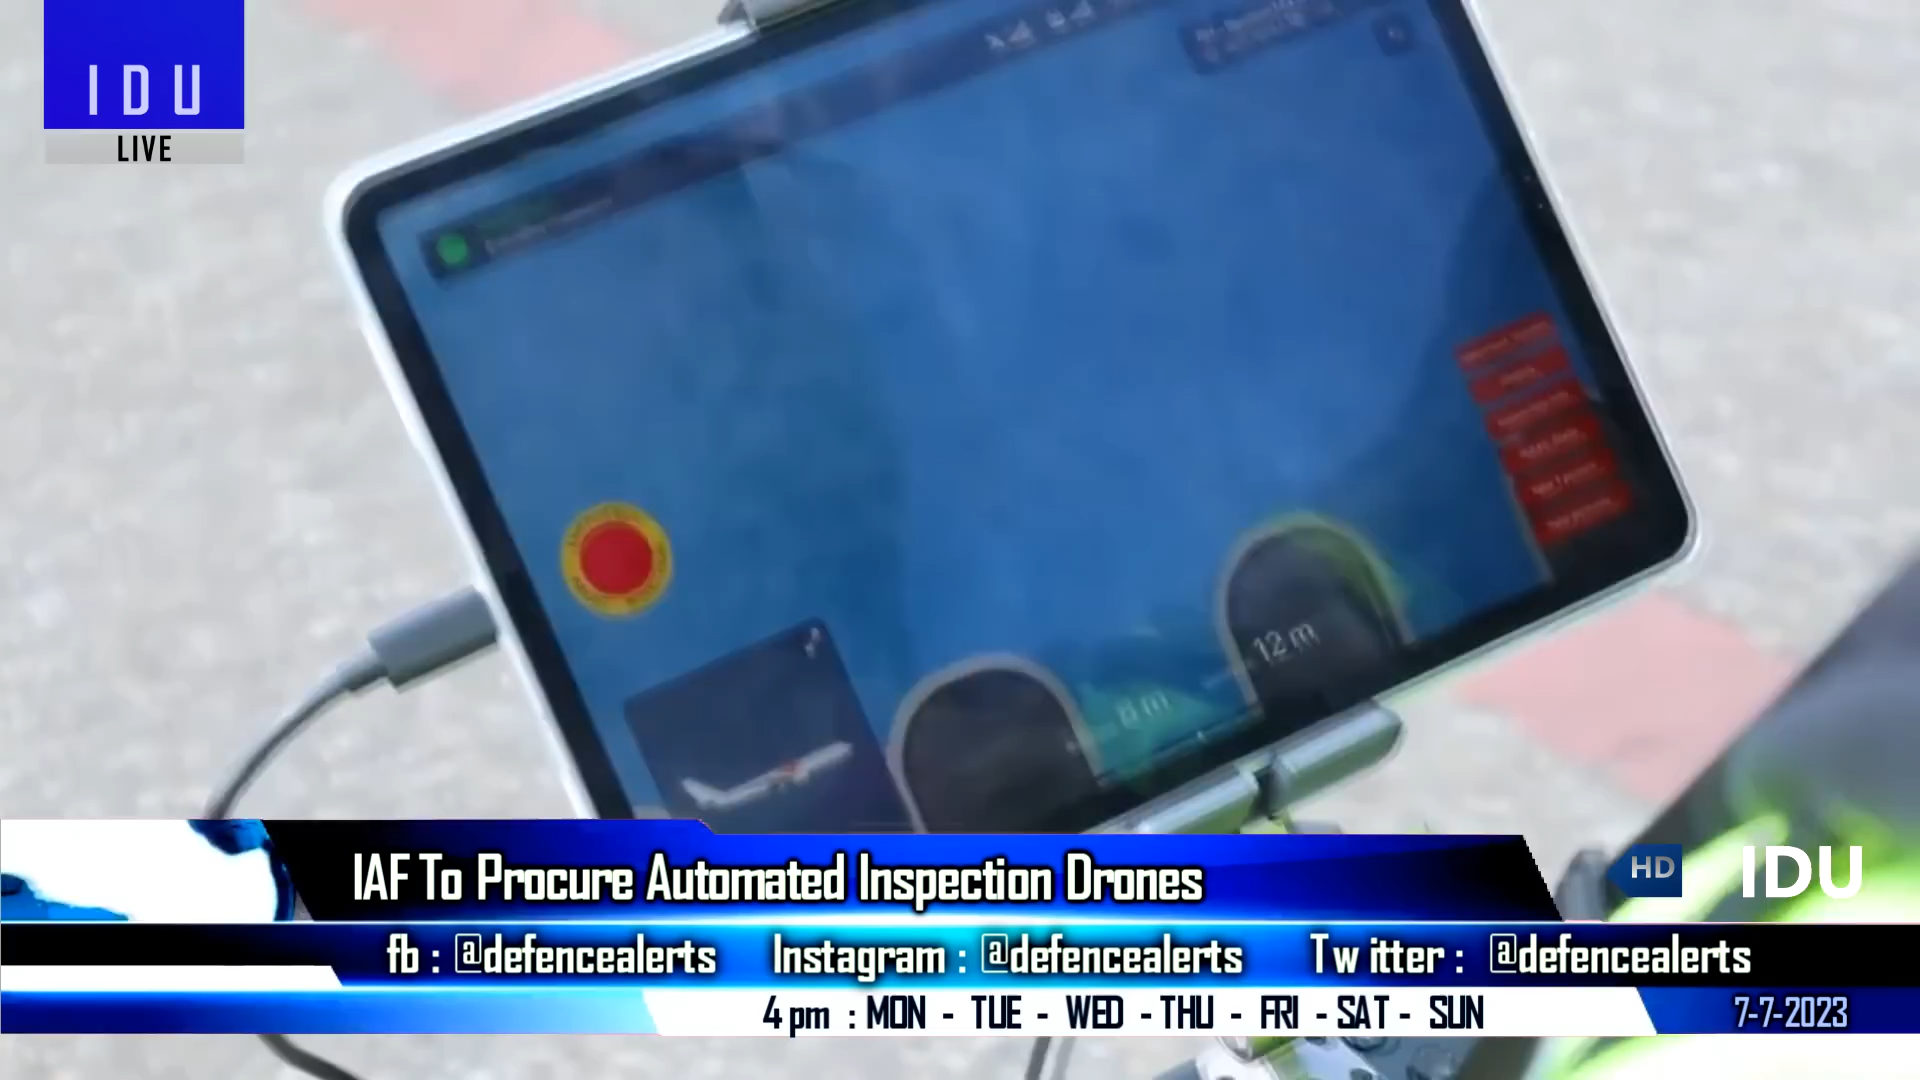 IDU
LIVE
12 m
8 m
IAF To Procure Automated Inspection Drones
HD IDU
fb : @defencealerts Instagram : @defencealerts Twitter : @defencealerts
4 pm : MON - TUE - WED - THU - FRI - SAT - SUN
7-7-2023